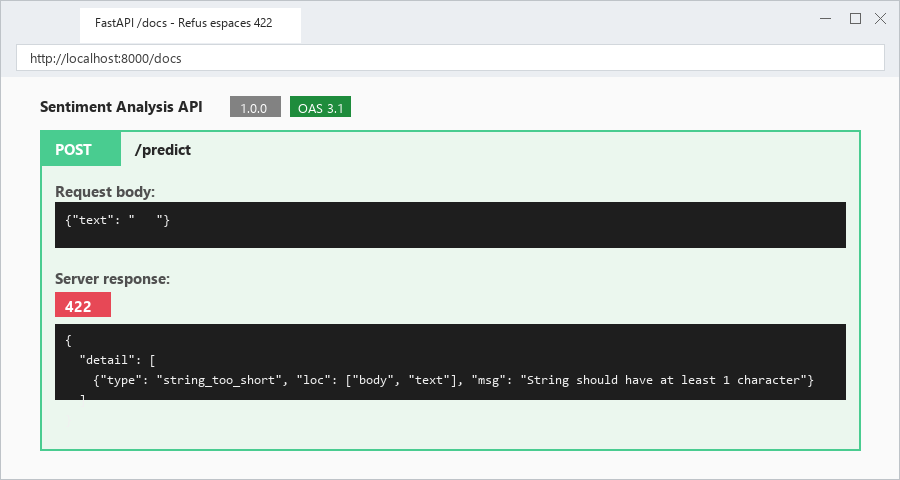 FastAPI /docs - Refus espaces 422
http://localhost:8000/docs
Sentiment Analysis API 1.0.0 OAS 3.1
POST /predict
Request body:
{"text": "   "}
Server response:
422
{
  "detail": [
    {"type": "string_too_short", "loc": ["body", "text"], "msg": "String should have at least 1 character"}
  ]